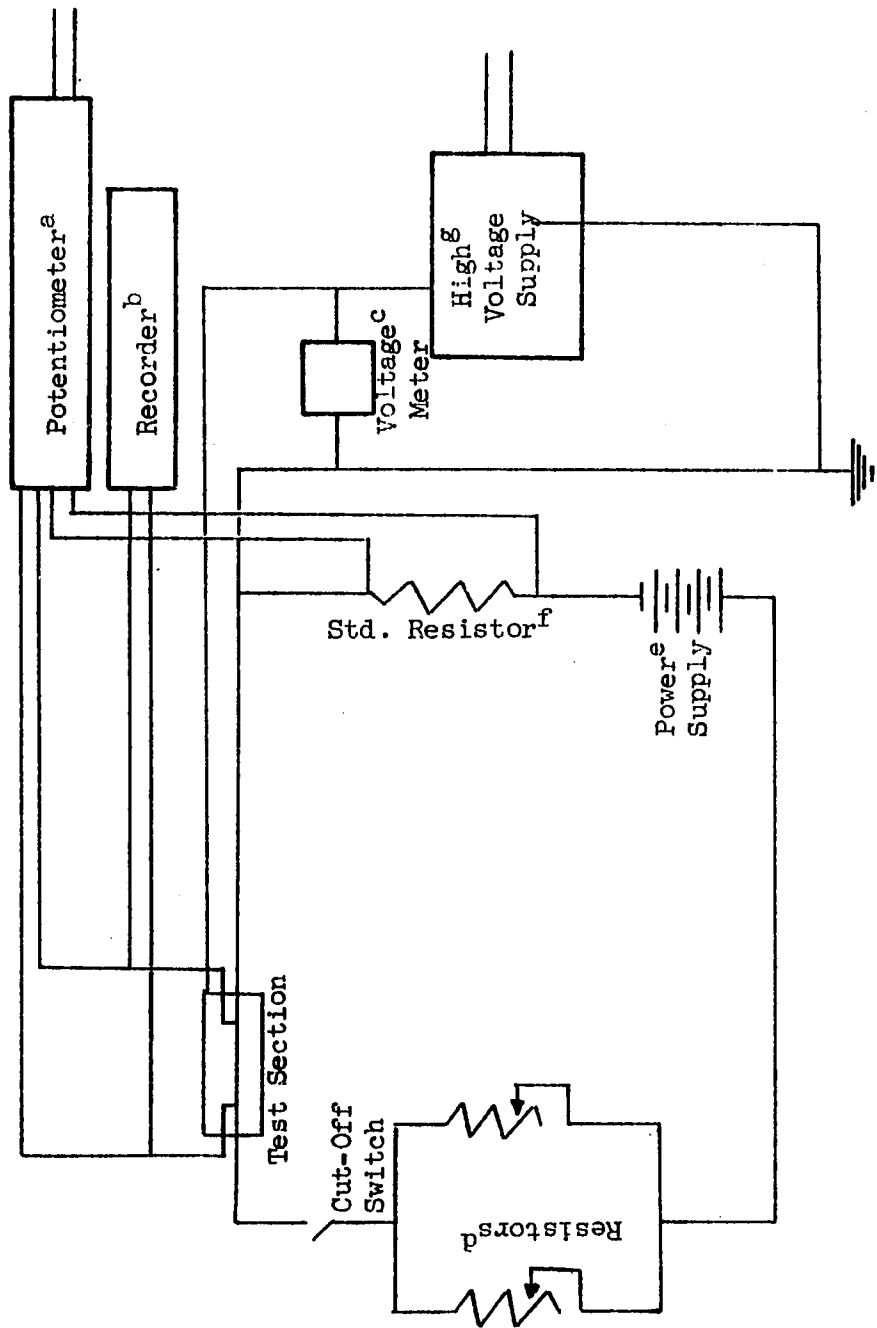 Potentiometer^a
Recorder^b
Voltage^c
Meter
High^g
Voltage
Supply
Std. Resistor^f
Power^e
Supply
Test Section
Cut-Off
Switch
Resistors^d